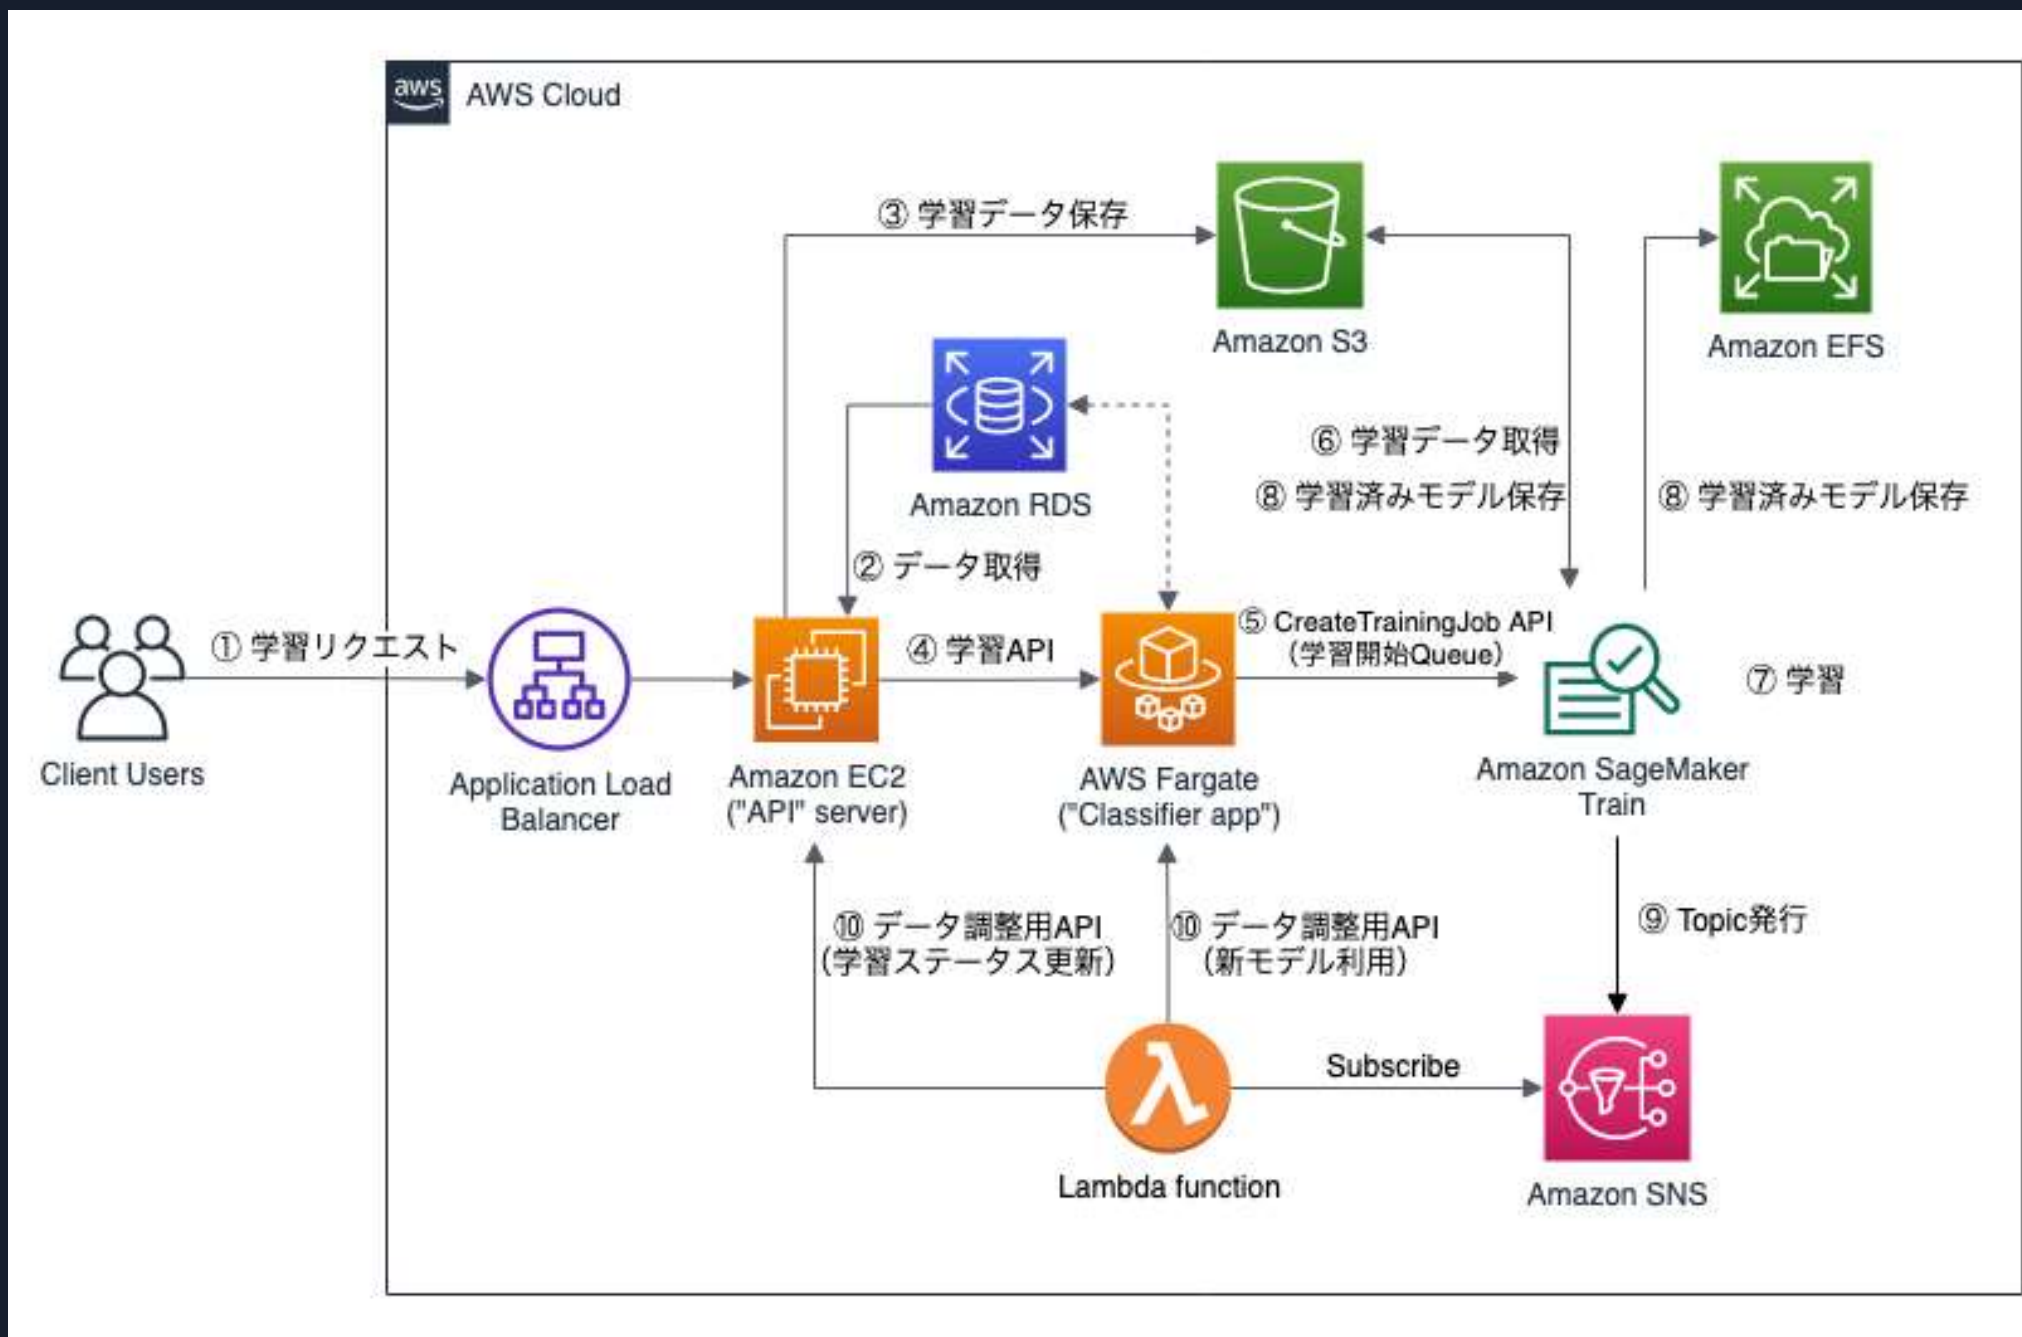 aws
AWS Cloud
③ 学習データ保存
Amazon S3
Amazon EFS
Amazon RDS
⑥ 学習データ取得
⑧ 学習済みモデル保存
⑧ 学習済みモデル保存
② データ取得
① 学習リクエスト
④ 学習API
⑤ CreateTrainingJob API
（学習開始Queue）
⑦ 学習
Client Users
Application Load
Balancer
Amazon EC2
("API" server)
AWS Fargate
("Classifier app")
Amazon SageMaker
Train
⑩ データ調整用API
（学習ステータス更新）
⑩ データ調整用API
（新モデル利用）
⑨ Topic発行
Subscribe
Lambda function
Amazon SNS